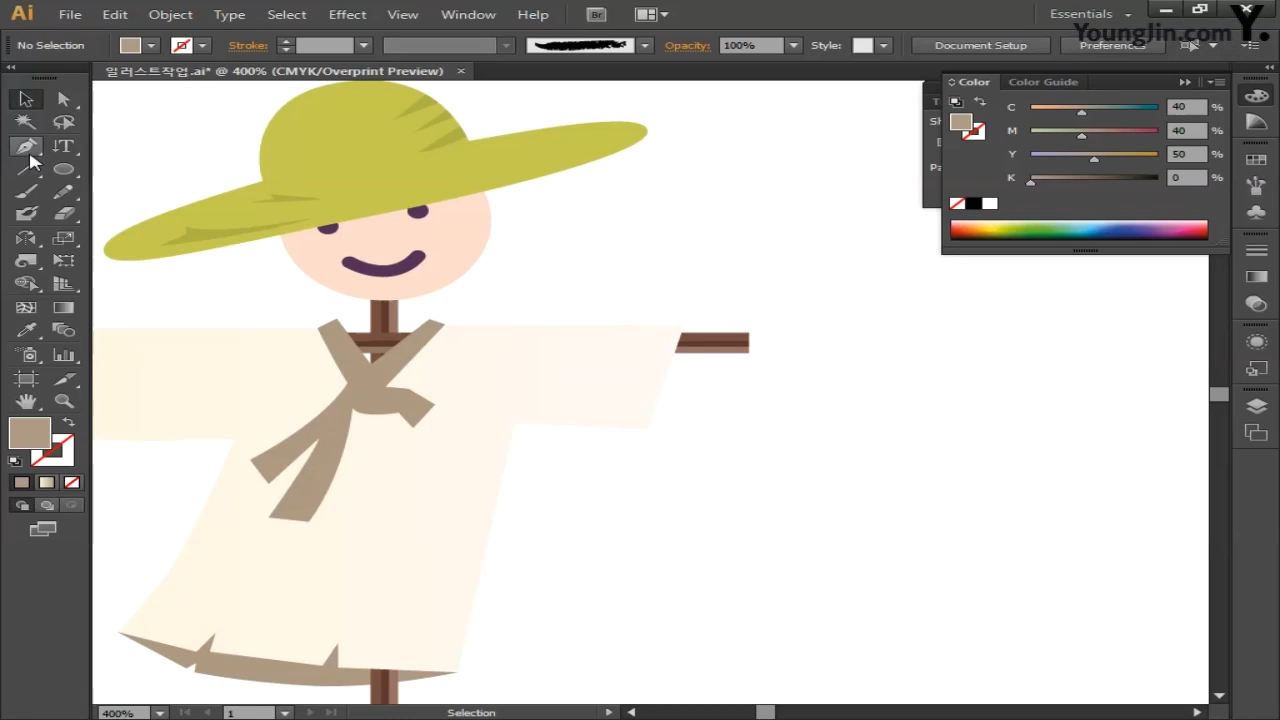 Ai File Edit Object Type Select Effect View Window Help Br Essentials
YoungJin.com Y.
No Selection Stroke: Opacity: 100% Style: Document Setup Preferences
일러스트작업.ai* @ 400% (CMYK/Overprint Preview) ×
Color Color Guide
C 40 %
M 40 %
Y 50 %
K 0 %
T
Sh
Pa
400% 1 Selection